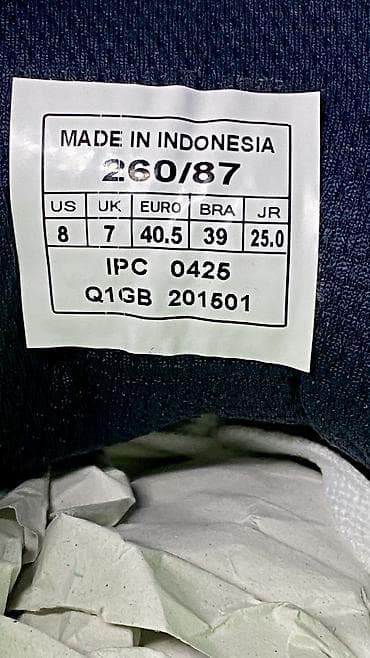 MADE IN INDONESIA
260/87
US UK EURO BRA JR
8 7 40.5 39 25.0
IPC 0425
Q1GB 201501